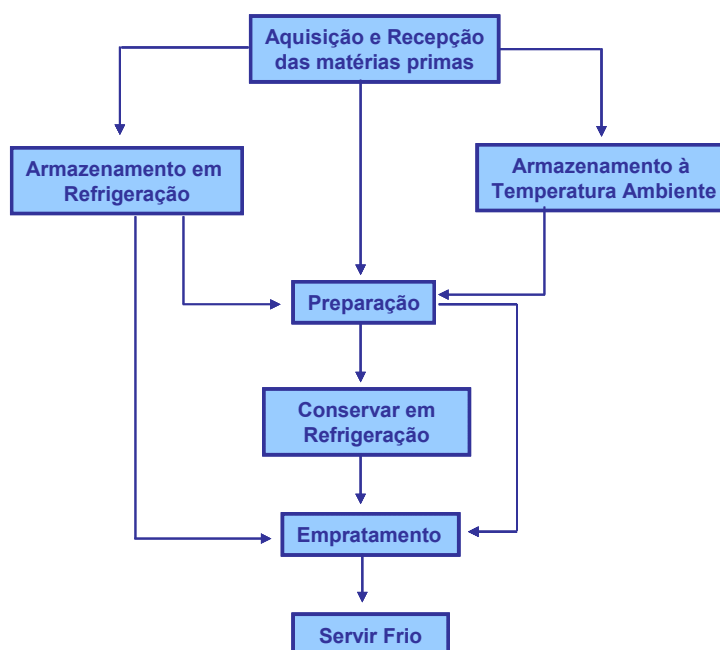 Aquisição e Recepção
das matérias primas
Armazenamento em
Refrigeração
Armazenamento à
Temperatura Ambiente
Preparação
Conservar em
Refrigeração
Empratamento
Servir Frio